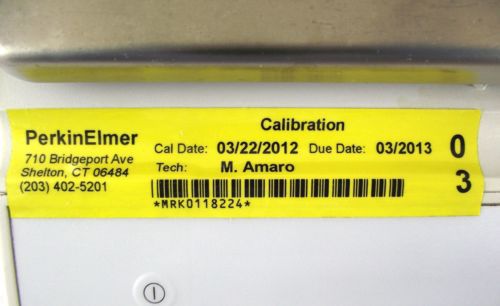 PerkinElmer
710 Bridgeport Ave
Shelton, CT 06484
(203) 402-5201
Calibration
Cal Date: 03/22/2012 Due Date: 03/2013
Tech: M. Amaro
*MRK0118224*
0
3